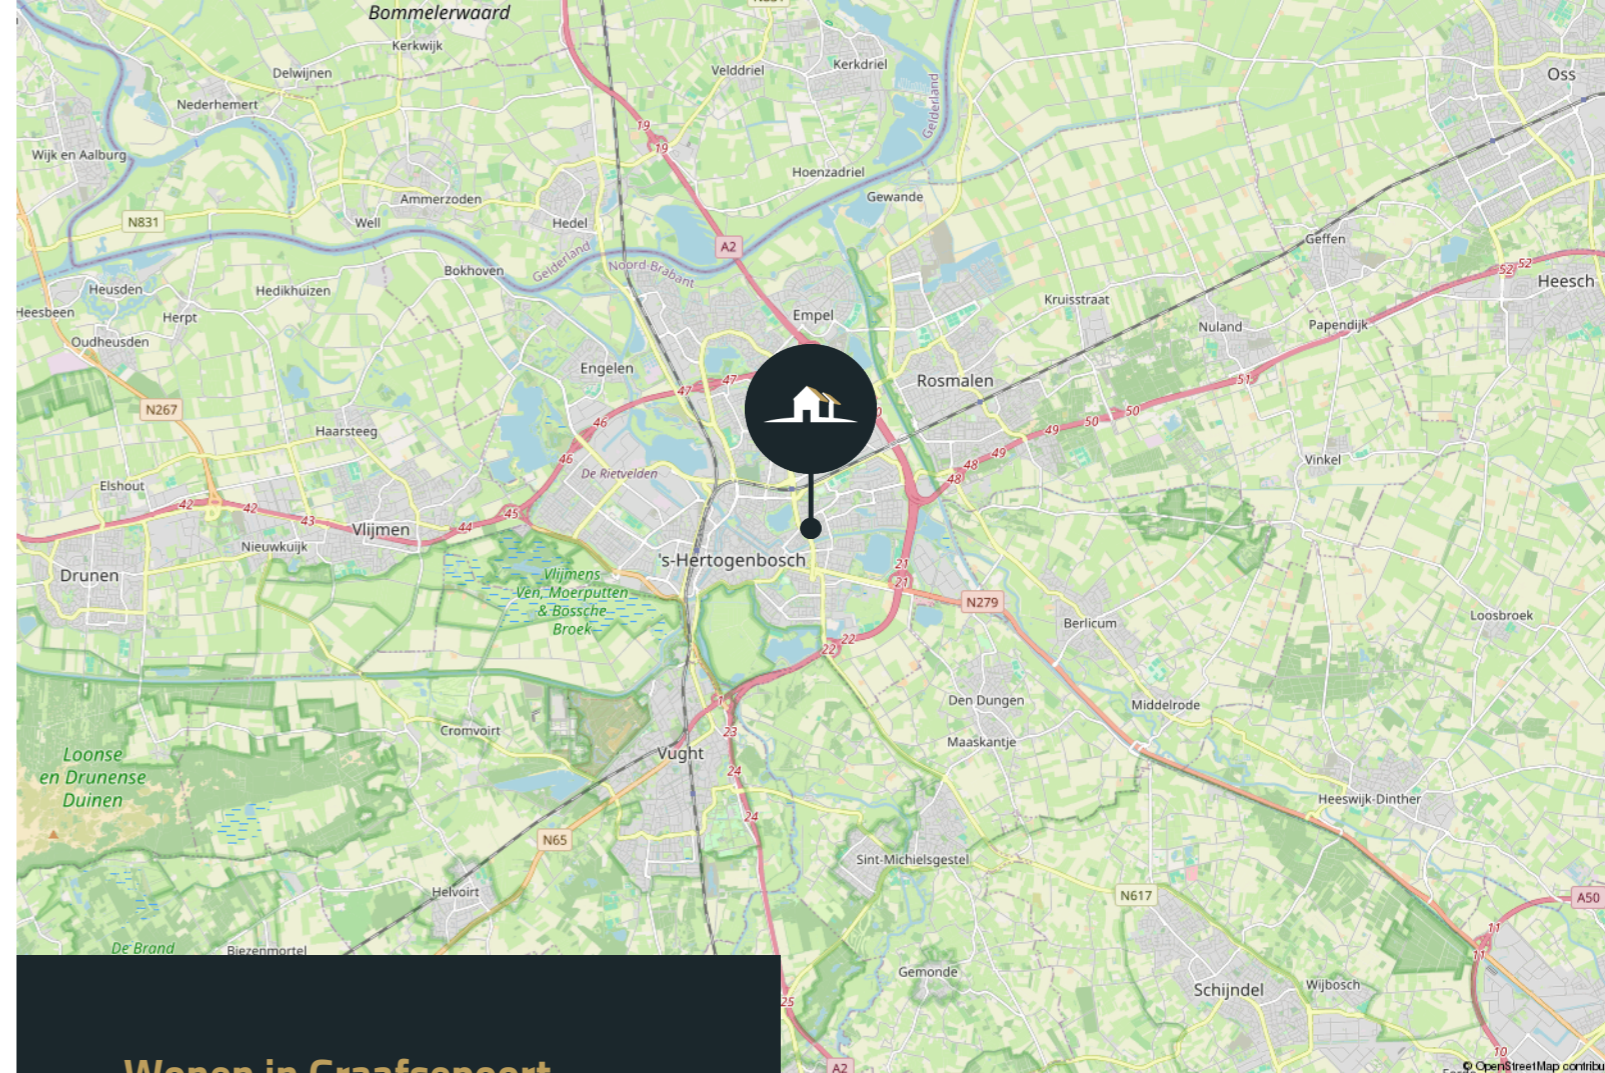 Bommelerwaard
Kerkwijk
Delwijnen
Velddriel
Kerkdriel
Oss
Nederhemert
Gelderland
19
19
Wijk en Aalburg
Hoenzadriel
Ammerzoden
Gewande
N831
Well
Hedel
A2
Geffen
Gelderland
Noord-Brabant
Bokhoven
52
52
Heesch
Heusden
Hedikhuizen
Kruisstraat
Heesbeen
Herpt
Empel
Nuland
Papendijk
Oudheusden
Engelen
47
47
Rosmalen
51
N267
46
50
50
Haarsteeg
49
49
46
De Rietvelden
48
48
Vinkel
Elshout
42
42
43
44
45
Vlijmen
Nieuwkuijk
's-Hertogenbosch
21
21
Drunen
Vlijmens
Ven, Moerputten
& Bossche
Broek
N279
Loosbroek
Berlicum
22
22
Den Dungen
Middelrode
1
Cromvoirt
23
Maaskantje
Vught
Loonse
en Drunense
Duinen
24
24
Heeswijk-Dinther
N65
Sint-Michielsgestel
Helvoirt
N617
A50
11
11
De Brand
Biezenmortel
Gemonde
Schijndel
Wijbosch
25
10
A2
Wonen in Graafsepoort
© OpenStreetMap contribu